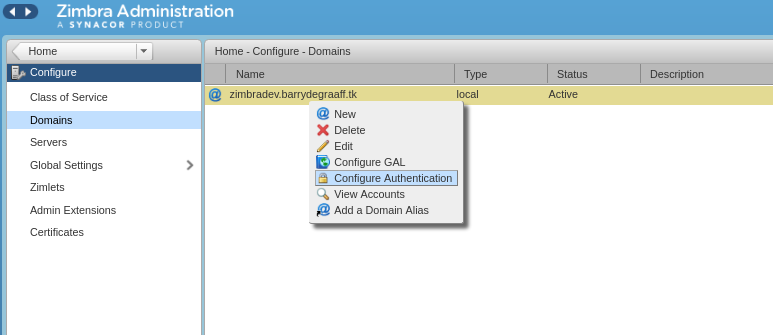 Zimbra Administration
A SYNACOR PRODUCT
Home
Home - Configure - Domains
Configure
Name Type Status Description
Class of Service
zimbradev.barrydegraaff.tk local Active
Domains
Servers
Global Settings
Zimlets
Admin Extensions
Certificates
New
Delete
Edit
Configure GAL
Configure Authentication
View Accounts
Add a Domain Alias